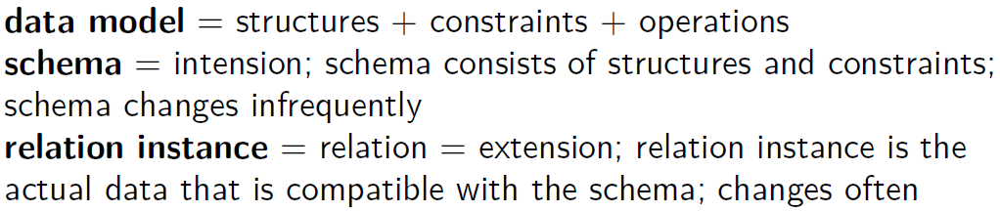 data model = structures + constraints + operations
schema = intension; schema consists of structures and constraints;
schema changes infrequently
relation instance = relation = extension; relation instance is the
actual data that is compatible with the schema; changes often